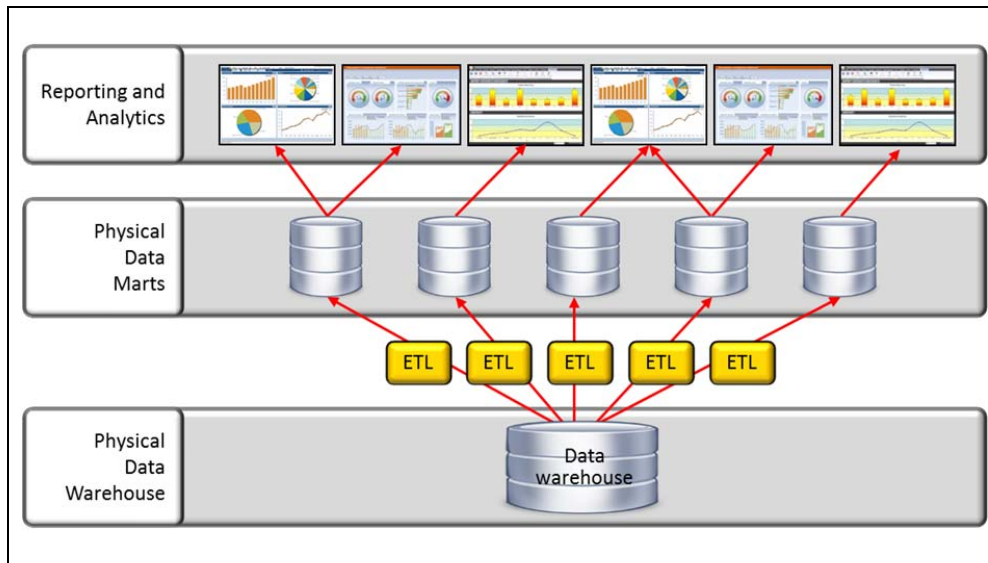 Reporting and
Analytics
Physical
Data
Marts
ETL ETL ETL ETL ETL
Physical
Data
Warehouse
Data
warehouse